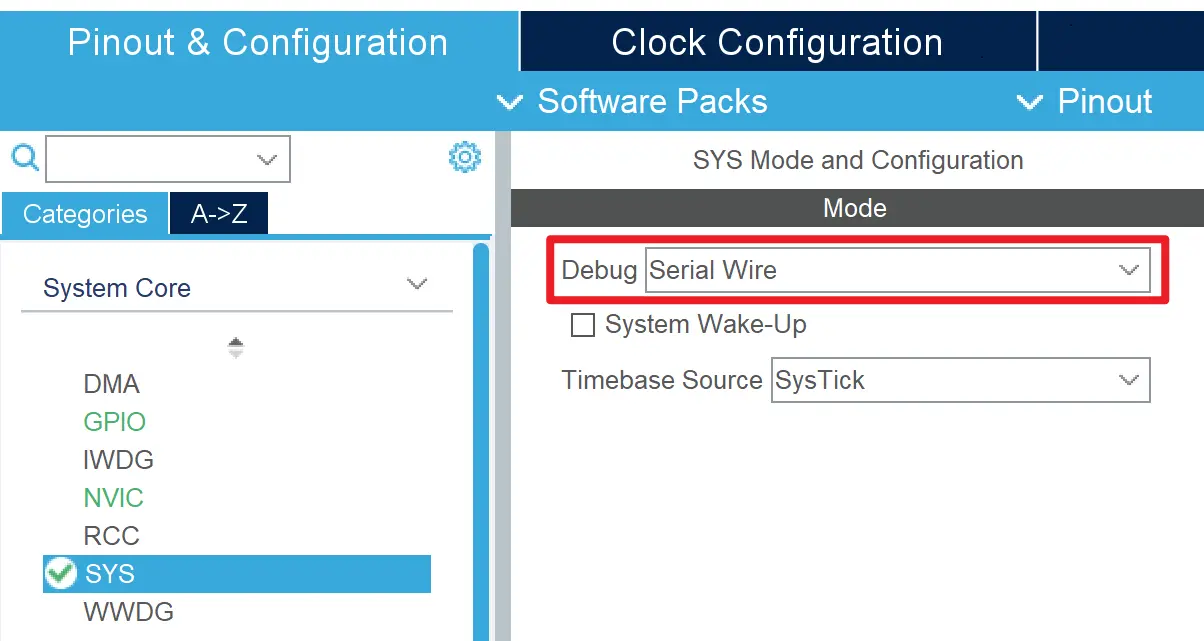 Pinout & Configuration
Clock Configuration
Software Packs
Pinout
Categories
A->Z
System Core
DMA
GPIO
IWDG
NVIC
RCC
SYS
WWDG
SYS Mode and Configuration
Mode
Debug Serial Wire
System Wake-Up
Timebase Source SysTick